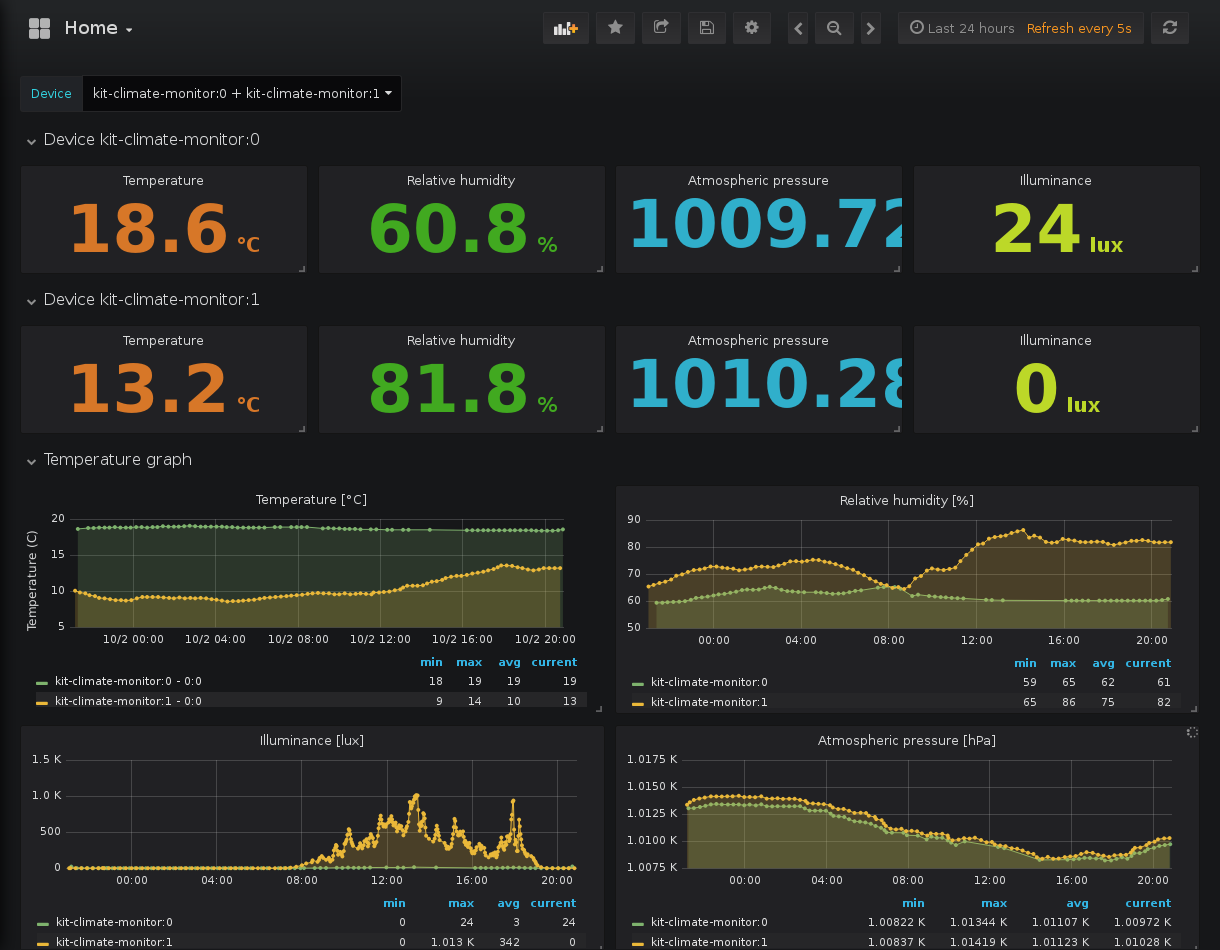 Home
Last 24 hours Refresh every 5s
Device kit-climate-monitor:0 + kit-climate-monitor:1
Device kit-climate-monitor:0
Temperature
18.6 °C
Relative humidity
60.8 %
Atmospheric pressure
1009.72
Illuminance
24 lux
Device kit-climate-monitor:1
Temperature
13.2 °C
Relative humidity
81.8 %
Atmospheric pressure
1010.28
Illuminance
0 lux
Temperature graph
Temperature [°C]
Temperature (C)
20
15
10
5
10/2 00:00 10/2 04:00 10/2 08:00 10/2 12:00 10/2 16:00 10/2 20:00
min max avg current
kit-climate-monitor:0 - 0:0 18 19 19 19
kit-climate-monitor:1 - 0:0 9 14 10 13
Relative humidity [%]
90
80
70
60
50
00:00 04:00 08:00 12:00 16:00 20:00
min max avg current
kit-climate-monitor:0 59 65 62 61
kit-climate-monitor:1 65 86 75 82
Illuminance [lux]
1.5 K
1.0 K
500
0
00:00 04:00 08:00 12:00 16:00 20:00
min max avg current
kit-climate-monitor:0 0 24 3 24
kit-climate-monitor:1 0 1.013 K 342 0
Atmospheric pressure [hPa]
1.0175 K
1.0150 K
1.0125 K
1.0100 K
1.0075 K
00:00 04:00 08:00 12:00 16:00 20:00
min max avg current
kit-climate-monitor:0 1.00822 K 1.01344 K 1.01107 K 1.00972 K
kit-climate-monitor:1 1.00837 K 1.01419 K 1.01123 K 1.01028 K